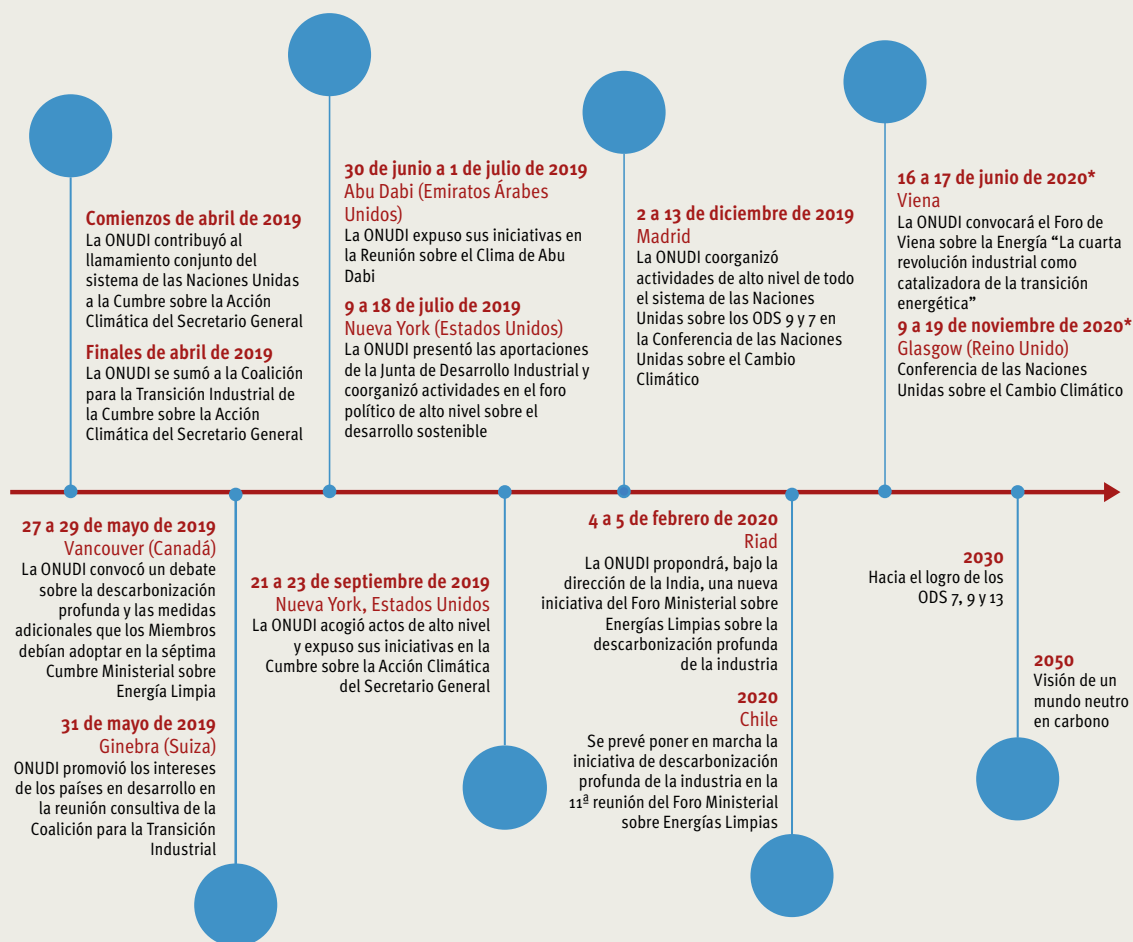 Comienzos de abril de 2019
La ONUDI contribuyó al
llamamiento conjunto del
sistema de las Naciones Unidas
a la Cumbre sobre la Acción
Climática del Secretario General
Finales de abril de 2019
La ONUDI se sumó a la Coalición
para la Transición Industrial de
la Cumbre sobre la Acción
Climática del Secretario General
30 de junio a 1 de julio de 2019
Abu Dabi (Emiratos Árabes
Unidos)
La ONUDI expuso sus iniciativas en
la Reunión sobre el Clima de Abu
Dabi
9 a 18 de julio de 2019
Nueva York (Estados Unidos)
La ONUDI presentó las aportaciones
de la Junta de Desarrollo Industrial y
coorganizó actividades en el foro
político de alto nivel sobre el
desarrollo sostenible
2 a 13 de diciembre de 2019
Madrid
La ONUDI coorganizó
actividades de alto nivel de todo
el sistema de las Naciones
Unidas sobre los ODS 9 y 7 en
la Conferencia de las Naciones
Unidas sobre el Cambio
Climático
16 a 17 de junio de 2020*
Viena
La ONUDI convocará el Foro de
Viena sobre la Energía “La cuarta
revolución industrial como
catalizadora de la transición
energética”
9 a 19 de noviembre de 2020*
Glasgow (Reino Unido)
Conferencia de las Naciones
Unidas sobre el Cambio Climático
27 a 29 de mayo de 2019
Vancouver (Canadá)
La ONUDI convocó un debate
sobre la descarbonización
profunda y las medidas
adicionales que los Miembros
debían adoptar en la séptima
Cumbre Ministerial sobre
Energía Limpia
31 de mayo de 2019
Ginebra (Suiza)
ONUDI promovió los intereses
de los países en desarrollo en
la reunión consultiva de la
Coalición para la Transición
Industrial
21 a 23 de septiembre de 2019
Nueva York, Estados Unidos
La ONUDI acogió actos de alto nivel
y expuso sus iniciativas en la
Cumbre sobre la Acción Climática
del Secretario General
4 a 5 de febrero de 2020
Riad
La ONUDI propondrá, bajo la
dirección de la India, una nueva
iniciativa del Foro Ministerial sobre
Energías Limpias sobre la
descarbonización profunda
de la industria
2020
Chile
Se prevé poner en marcha la
iniciativa de descarbonización
profunda de la industria en la
11ª reunión del Foro Ministerial
sobre Energías Limpias
2030
Hacia el logro de los
ODS 7, 9 y 13
2050
Visión de un
mundo neutro
en carbono